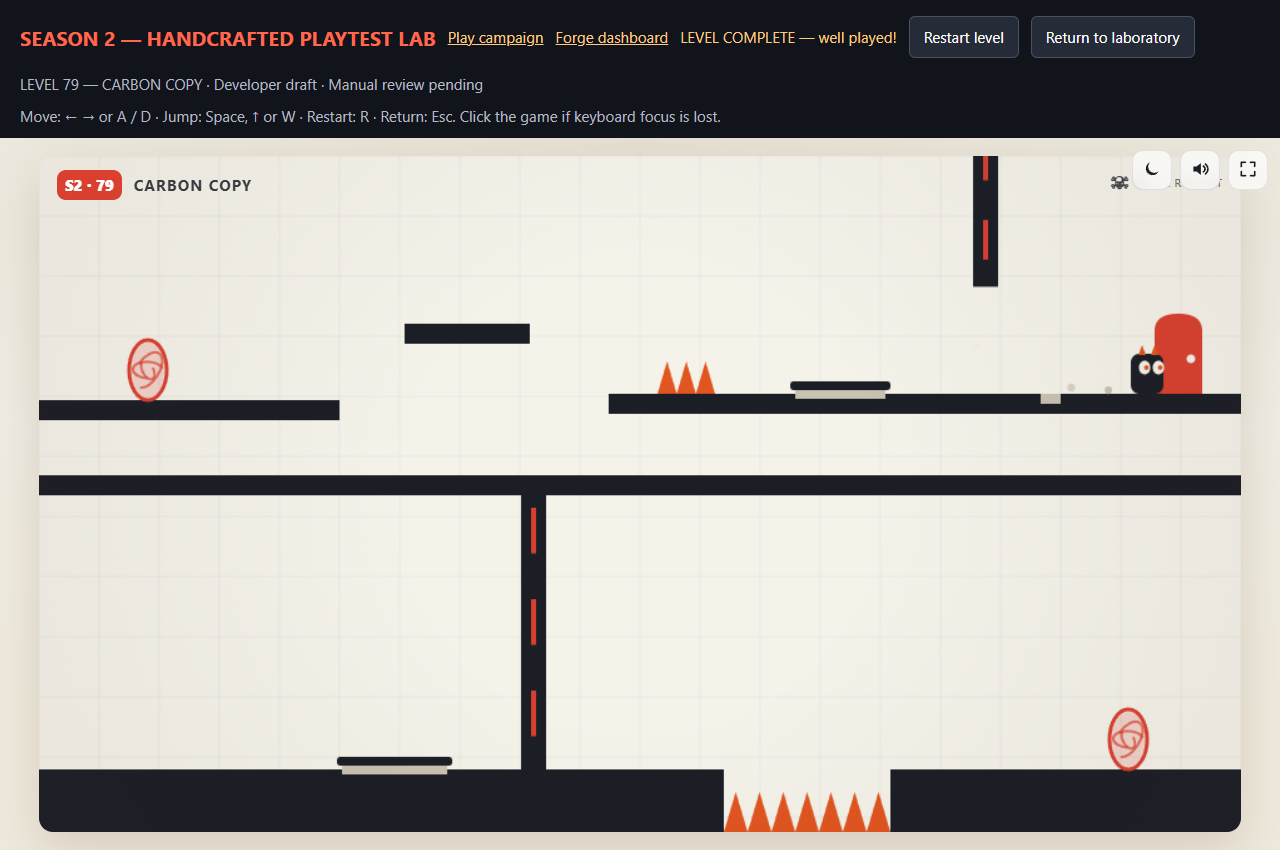 SEASON 2 — HANDCRAFTED PLAYTEST LAB Play campaign Forge dashboard LEVEL COMPLETE — well played! Restart level Return to laboratory
LEVEL 79 — CARBON COPY · Developer draft · Manual review pending
Move: ← → or A / D · Jump: Space, ↑ or W · Restart: R · Return: Esc. Click the game if keyboard focus is lost.
S2 · 79 CARBON COPY